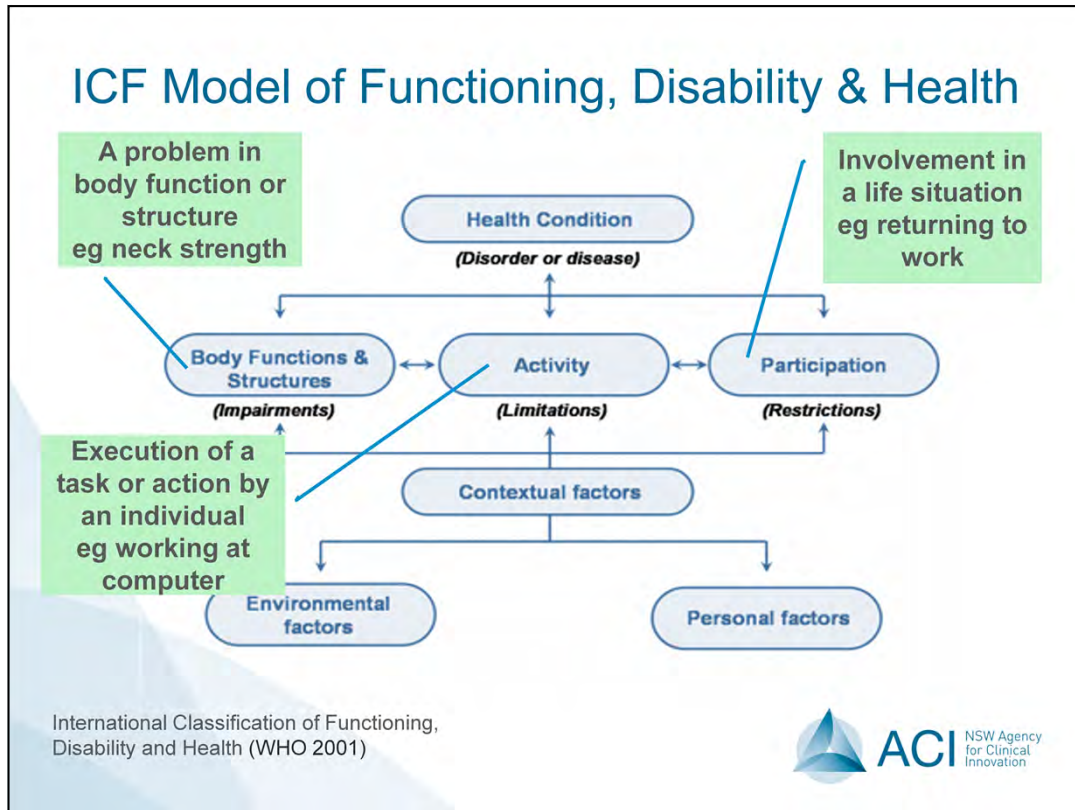 ICF Model of Functioning, Disability & Health
A problem in
body function or
structure
eg neck strength
Involvement in
a life situation
eg returning to
work
Health Condition
(Disorder or disease)
Body Functions &
Structures
(Impairments)
Activity
(Limitations)
Participation
(Restrictions)
Execution of a
task or action by
an individual
eg working at
computer
Contextual factors
Environmental
factors
Personal factors
International Classification of Functioning,
Disability and Health (WHO 2001)
ACI
NSW Agency
for Clinical
Innovation